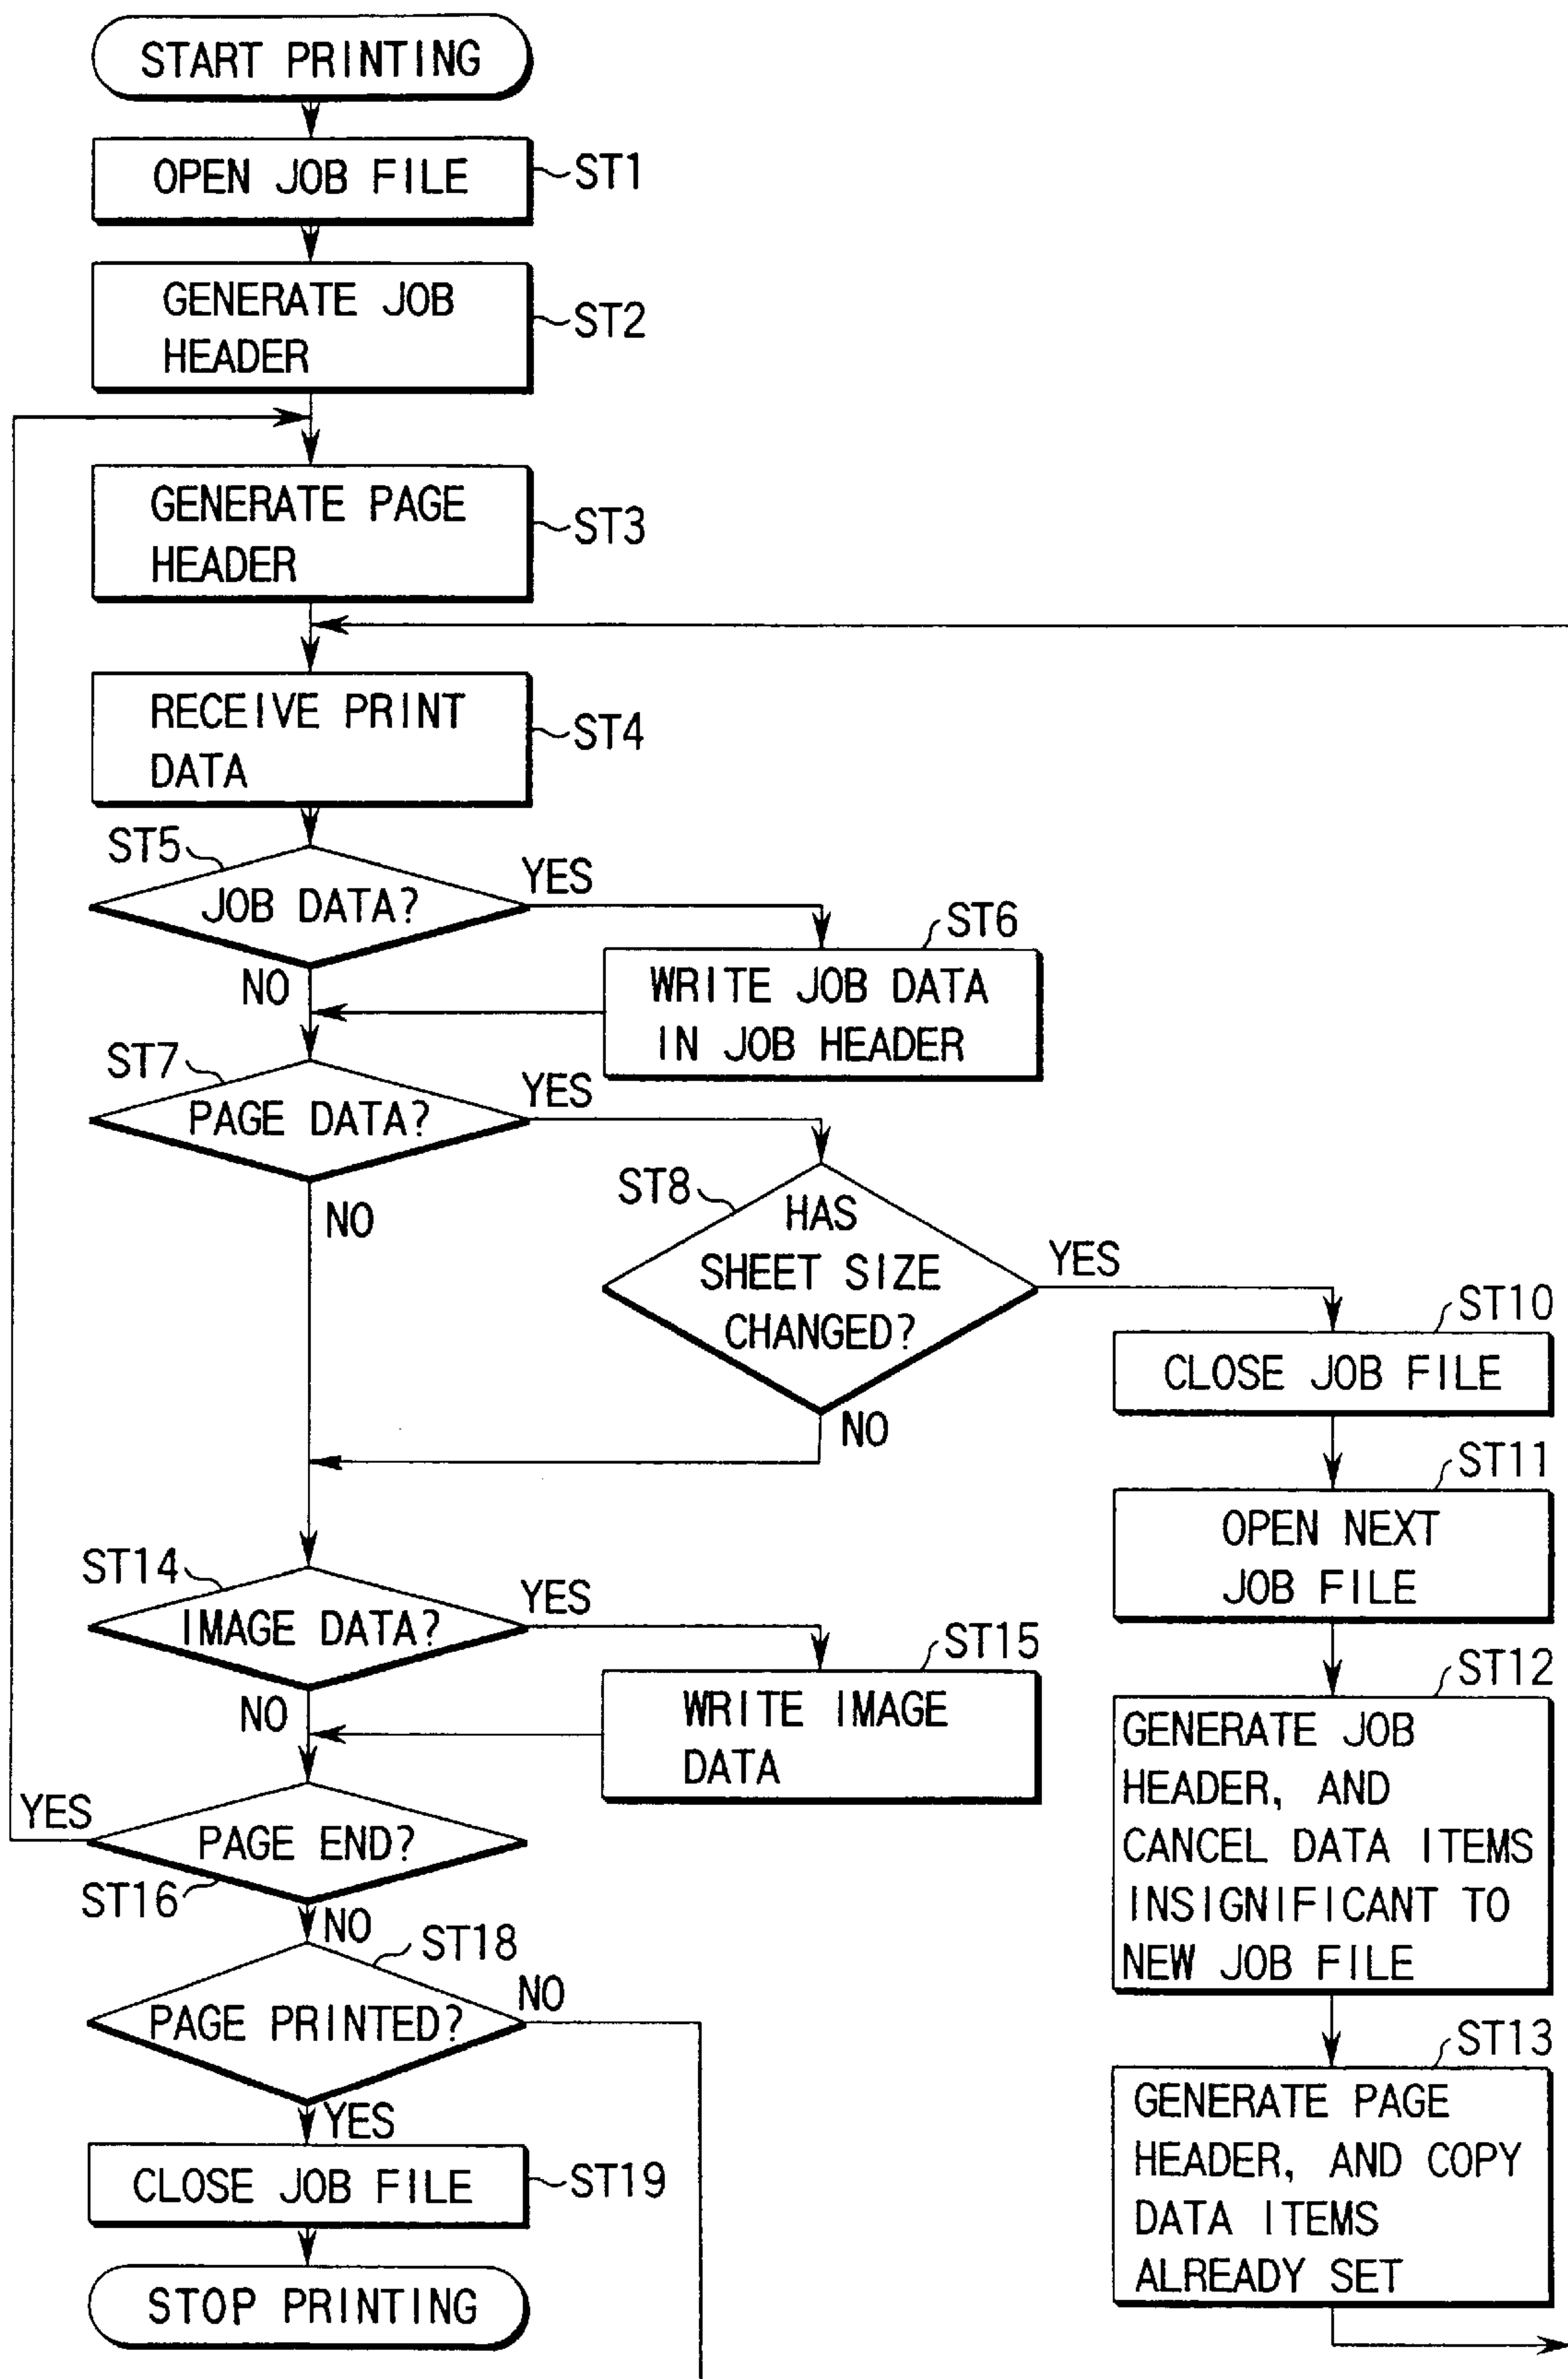 START PRINTING
OPEN JOB FILE
ST1
GENERATE JOB
HEADER
ST2
GENERATE PAGE
HEADER
ST3
RECEIVE PRINT
DATA
ST4
ST5
JOB DATA?
YES
NO
ST6
WRITE JOB DATA
IN JOB HEADER
ST7
PAGE DATA?
YES
NO
ST8
HAS
SHEET SIZE
CHANGED?
YES
NO
ST10
CLOSE JOB FILE
ST11
OPEN NEXT
JOB FILE
ST12
GENERATE JOB
HEADER, AND
CANCEL DATA ITEMS
INSIGNIFICANT TO
NEW JOB FILE
ST13
GENERATE PAGE
HEADER, AND COPY
DATA ITEMS
ALREADY SET
ST14
IMAGE DATA?
YES
NO
ST15
WRITE IMAGE
DATA
YES
PAGE END?
ST16
NO
ST18
PAGE PRINTED?
NO
YES
CLOSE JOB FILE
ST19
STOP PRINTING